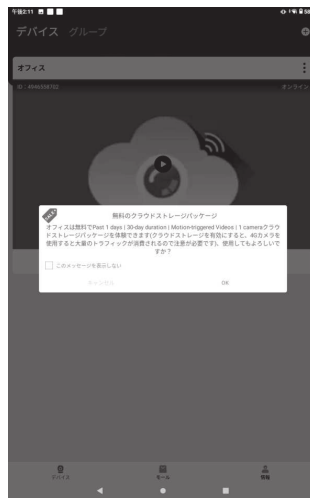 午後2:11
58
デバイス グループ
オフィス
ID : 4946558702
オンライン
無料のクラウドストレージパッケージ
オフィスは無料でPast 1 days | 30-day duration | Motion-triggered Videos | 1 cameraクラウ
ドストレージパッケージを体験できます(クラウドストレージを有効にすると、4Gカメラを
使用すると大量のトラフィックが消費されるので注意が必要です)。使用してもよろしいで
すか?
このメッセージを表示しない
キャンセル OK
デバイス モール 情報